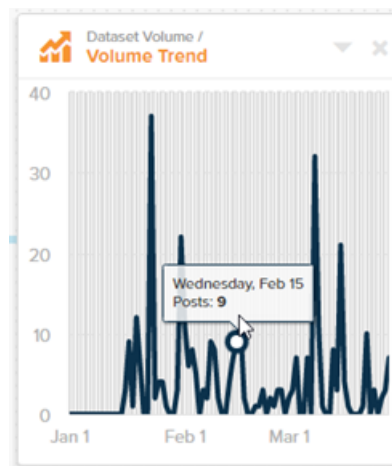 Dataset Volume /
Volume Trend
40
30
20
Wednesday, Feb 15
Posts: 9
10
0
Jan 1 Feb 1 Mar 1